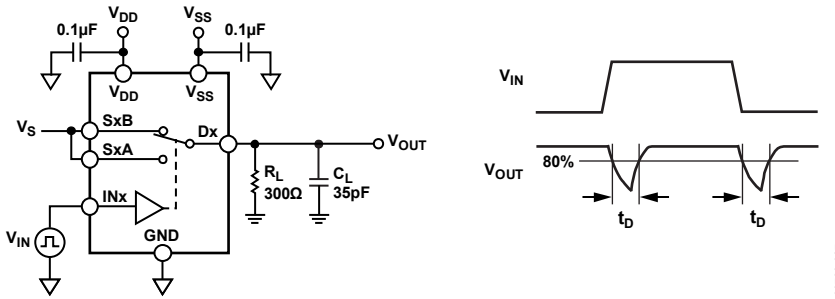 VDD
VSS
0.1µF
0.1µF
VDD
VSS
VS
SxB
Dx
VOUT
SxA
RL
300Ω
CL
35pF
INx
VIN
GND
VIN
VOUT
80%
tD
tD